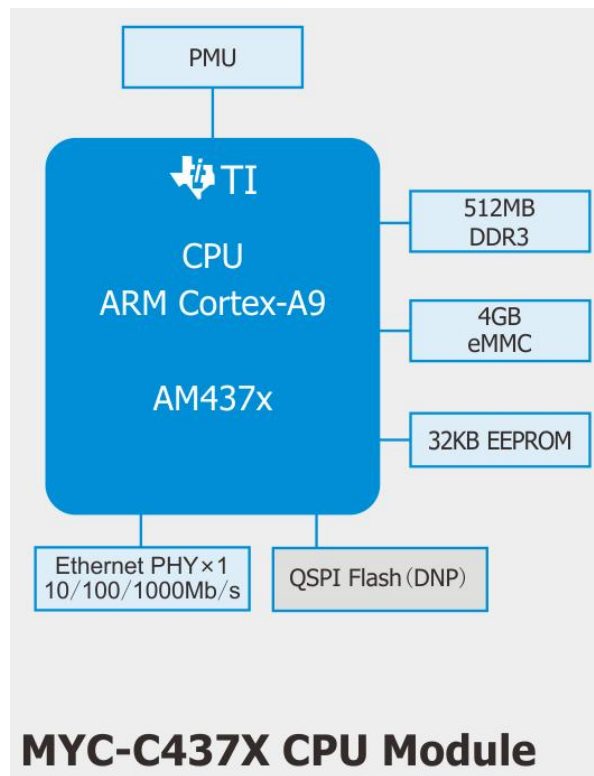 PMU
TI
CPU
ARM Cortex-A9
AM437x
512MB
DDR3
4GB
eMMC
32KB EEPROM
Ethernet PHY×1
10/100/1000Mb/s
QSPI Flash(DNP)
MYC-C437X CPU Module